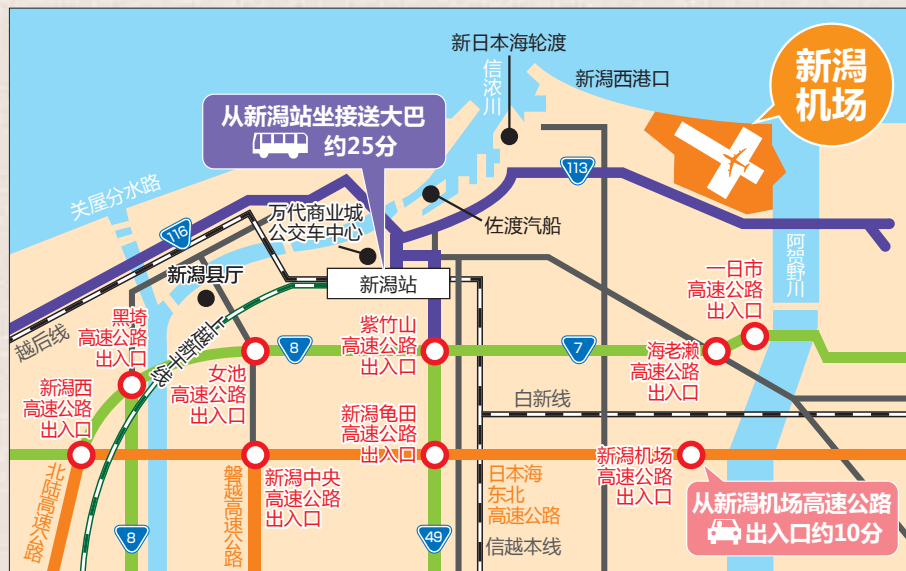 新日本海轮渡
信浓川
新潟西港口
新潟
机场
从新潟站坐接送大巴
约25分
113
关屋分水路
116
万代商业城
公交车中心
佐渡汽船
阿贺野川
新潟县厅
新潟站
一日市
高速公路
出入口
越后线
上越新干线
黑埼
高速公路
出入口
8
女池
高速公路
出入口
紫竹山
高速公路
出入口
7
海老濑
高速公路
出入口
新潟西
高速公路
出入口
白新线
新潟龟田
高速公路
出入口
新潟机场
高速公路
出入口
北陆高速公路
磐越高速公路
新潟中央
高速公路
出入口
日本海
东北
高速公路
从新潟机场高速公路
出入口约10分
8
49
信越本线